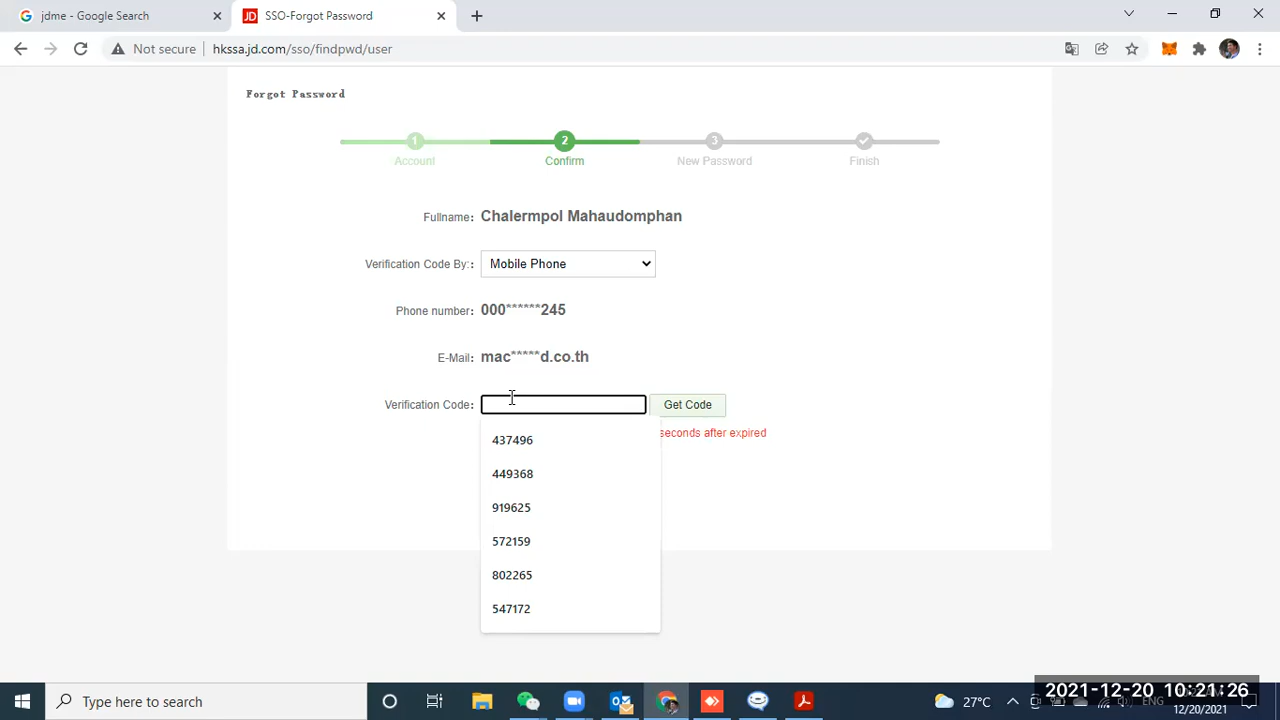 jdme - Google Search
SSO-Forgot Password
Not secure
hkssa.jd.com/sso/findpwd/user
Forgot Password
1
2
3
Account
Confirm
New Password
Finish
Fullname: Chalermpol Mahaudomphan
Verification Code By:: Mobile Phone
Phone number: 000******245
E-Mail: mac*****d.co.th
Verification Code: Get Code
seconds after expired
437496
449368
919625
572159
802265
547172
Type here to search
27°C
ENG
2021-12-20 10:21:26
12/20/2021